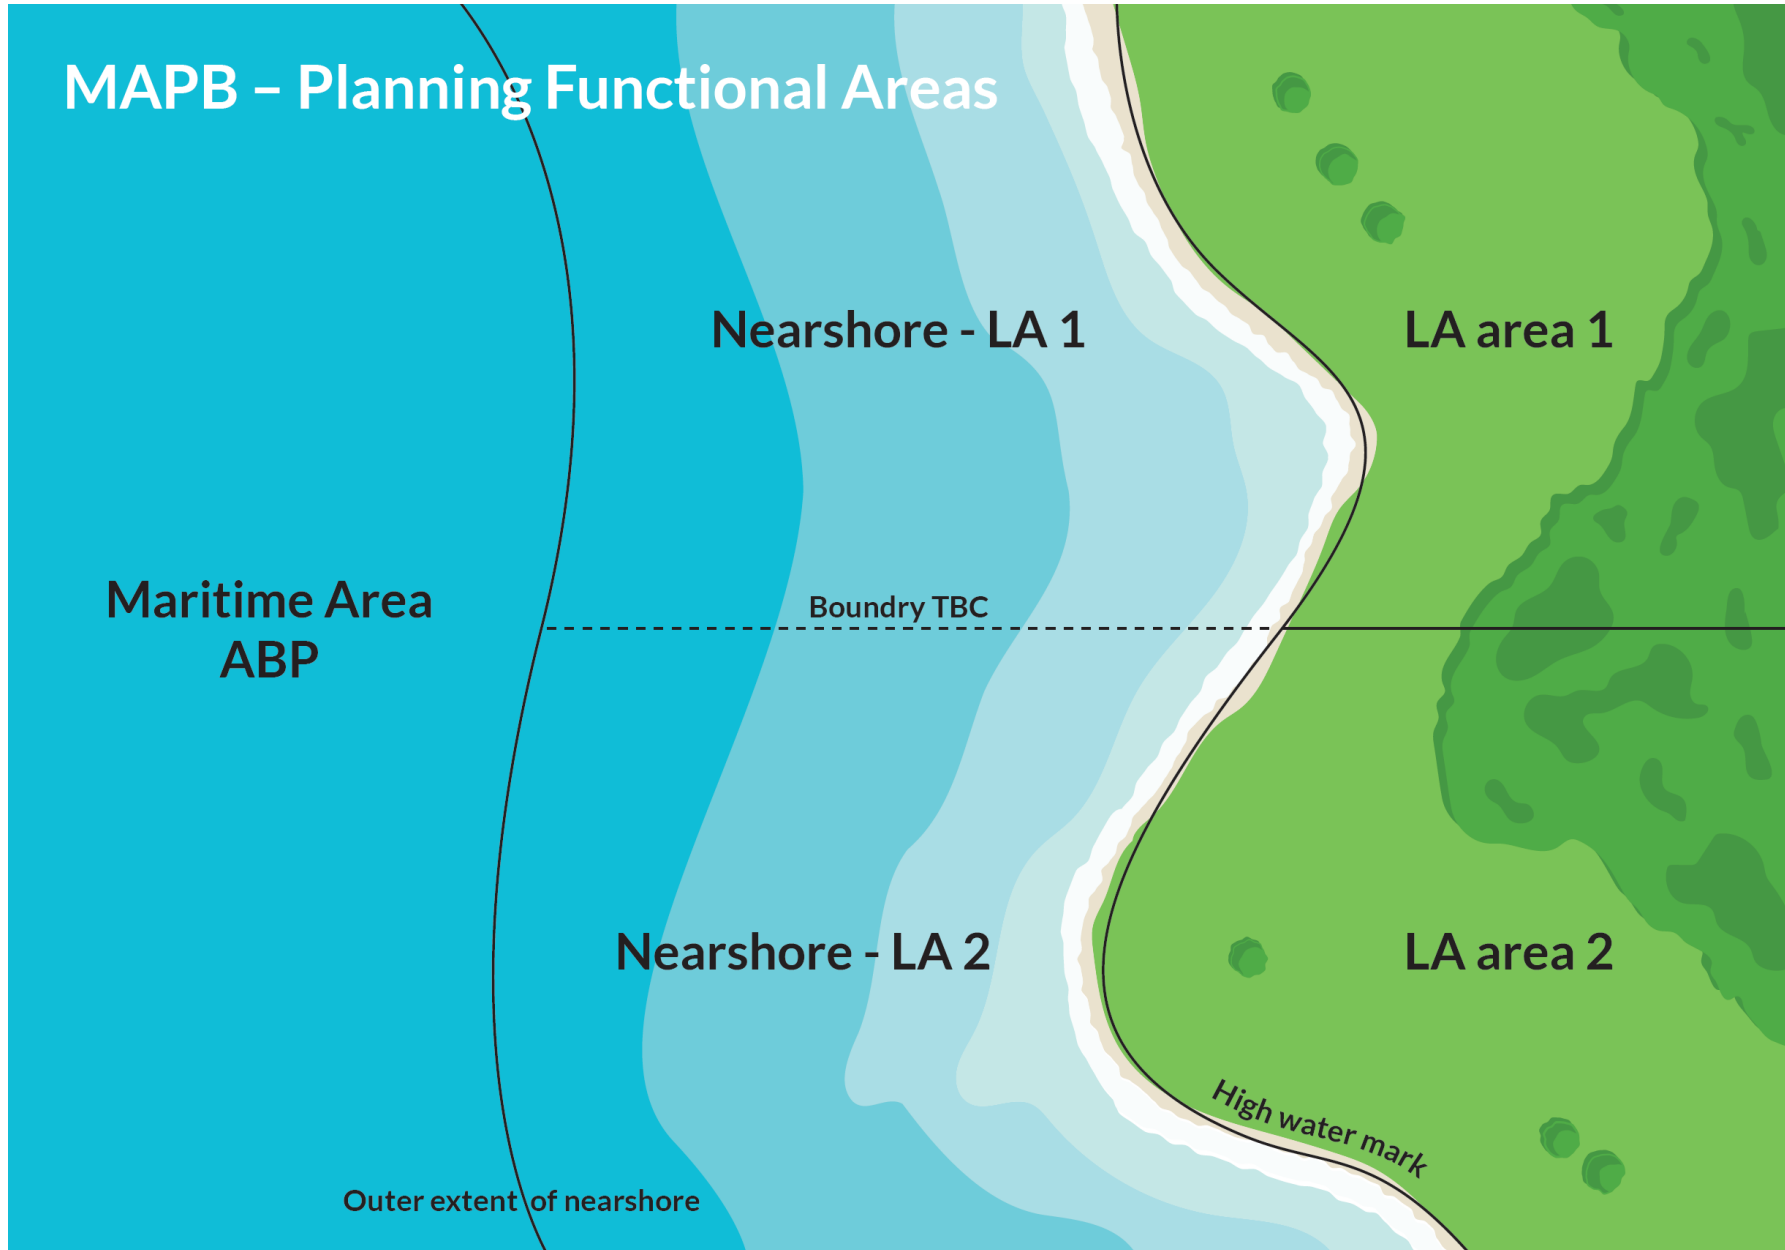 MAPB – Planning Functional Areas
Nearshore - LA 1
LA area 1
Maritime Area
ABP
Boundry TBC
Nearshore - LA 2
LA area 2
High water mark
Outer extent of nearshore